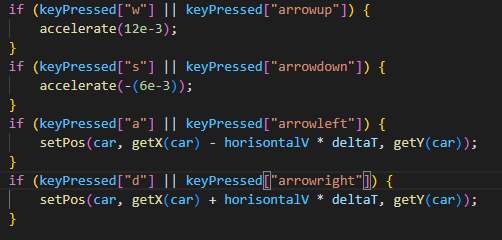 if (keyPressed["w"] || keyPressed["arrowup"]) {
accelerate(12e-3);
}
if (keyPressed["s"] || keyPressed["arrowdown"]) {
accelerate(-(6e-3));
}
if (keyPressed["a"] || keyPressed["arrowleft"]) {
setPos(car, getX(car) - horisontalV * deltaT, getY(car));
}
if (keyPressed["d"] || keyPressed["arrowright"]) {
setPos(car, getX(car) + horisontalV * deltaT, getY(car));
}